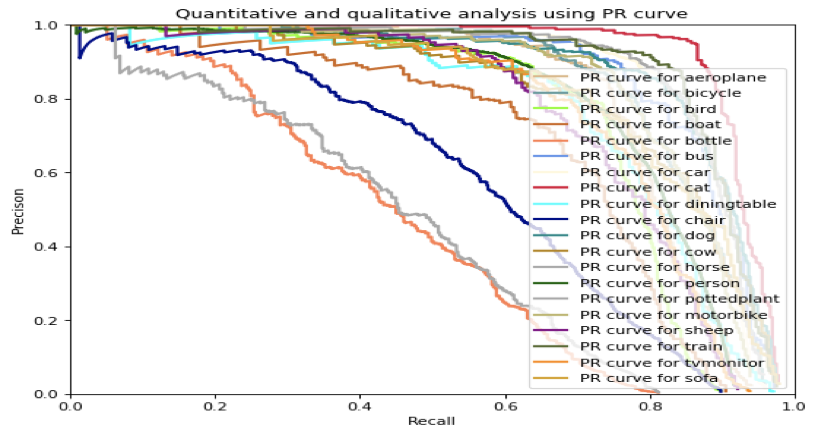 Quantitative and qualitative analysis using PR curve
1.0
0.8
0.6
0.4
0.2
0.0
Precison
PR curve for aeroplane
PR curve for bicycle
PR curve for bird
PR curve for boat
PR curve for bottle
PR curve for bus
PR curve for car
PR curve for cat
PR curve for diningtable
PR curve for chair
PR curve for dog
PR curve for cow
PR curve for horse
PR curve for person
PR curve for pottedplant
PR curve for motorbike
PR curve for sheep
PR curve for train
PR curve for tvmonitor
PR curve for sofa
0.0 0.2 0.4 0.6 0.8 1.0
Recall